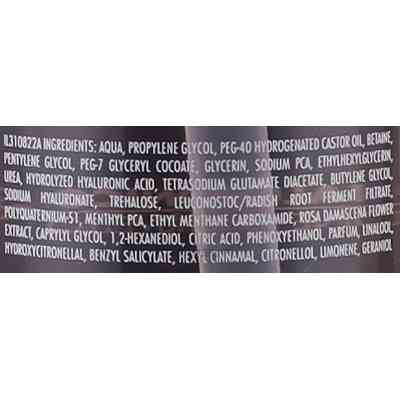 IL310822A INGREDIENTS: AQUA, PROPYLENE GLYCOL, PEG-40 HYDROGENATED CASTOR OIL, BETAINE,
PENTYLENE GLYCOL, PEG-7 GLYCERYL COCOATE, GLYCERIN, SODIUM PCA, ETHYLHEXYLGLYCERIN,
UREA, HYDROLYZED HYALURONIC ACID, TETRASODIUM GLUTAMATE DIACETATE, BUTYLENE GLYCOL,
SODIUM HYALURONATE, TREHALOSE, LEUCONOSTOC/RADISH ROOT FERMENT FILTRATE,
POLYQUATERNIUM-51, MENTHYL PCA, ETHYL MENTHANE CARBOXAMIDE, ROSA DAMASCENA FLOWER
EXTRACT, CAPRYLYL GLYCOL, 1,2-HEXANEDIOL, CITRIC ACID, PHENOXYETHANOL, PARFUM, LINALOOL,
HYDROXYCITRONELLAL, BENZYL SALICYLATE, HEXYL CINNAMAL, CITRONELLOL, LIMONENE, GERANIOL